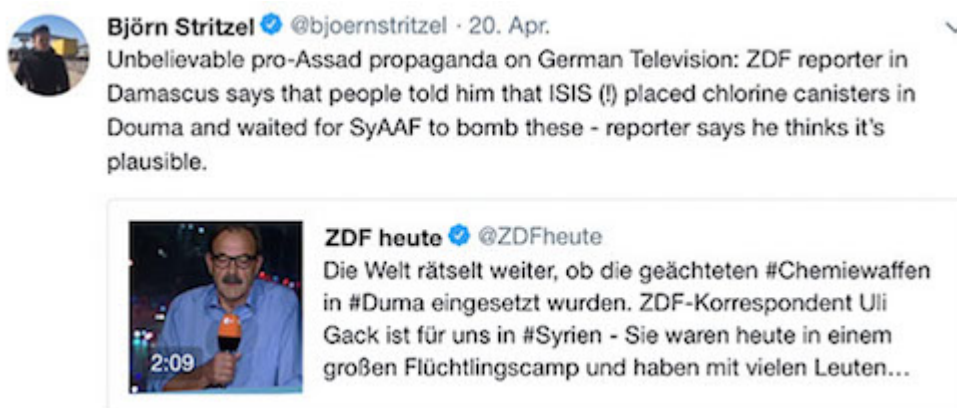 Björn Stritzel @bjoernstritzel · 20. Apr.
Unbelievable pro-Assad propaganda on German Television: ZDF reporter in
Damascus says that people told him that ISIS (!) placed chlorine canisters in
Douma and waited for SyAAF to bomb these - reporter says he thinks it's
plausible.
ZDF heute @ZDFheute
Die Welt rätselt weiter, ob die geächteten #Chemiewaffen
in #Duma eingesetzt wurden. ZDF-Korrespondent Uli
Gack ist für uns in #Syrien - Sie waren heute in einem
großen Flüchtlingscamp und haben mit vielen Leuten...
2:09